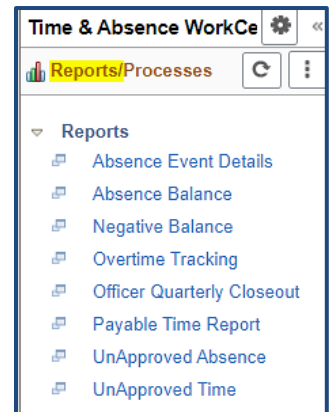 Time & Absence WorkCe
Reports/Processes
Reports
Absence Event Details
Absence Balance
Negative Balance
Overtime Tracking
Officer Quarterly Closeout
Payable Time Report
UnApproved Absence
UnApproved Time